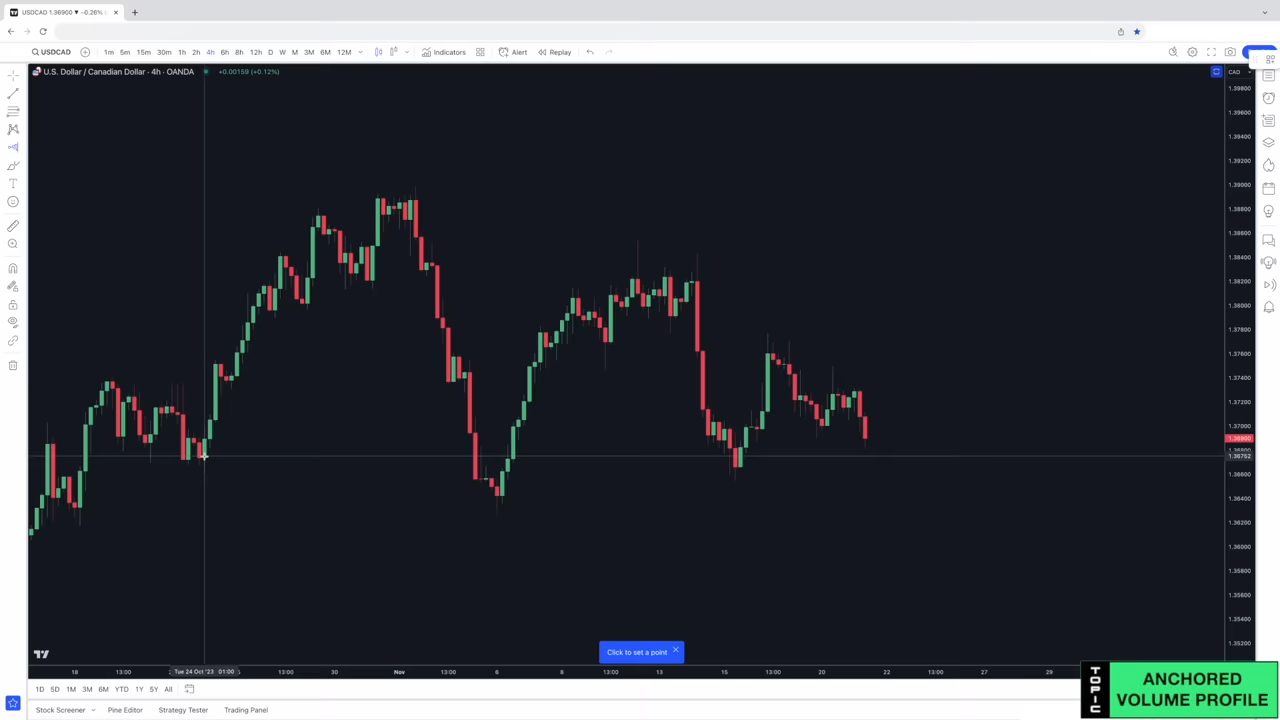 USDCAD 1.36900 ▼ −0.26%
USDCAD
1m 5m 15m 30m 1h 2h 4h 6h 8h 12h D W M 3M 6M 12M
Indicators
Alert
Replay
U.S. Dollar / Canadian Dollar · 4h · OANDA
+0.00159 (+0.12%)
CAD
1.39800
1.39600
1.39400
1.39200
1.39000
1.38800
1.38600
1.38400
1.38200
1.38000
1.37800
1.37600
1.37400
1.37200
1.37000
1.36900
1.36752
1.36600
1.36400
1.36200
1.36000
1.35800
1.35600
1.35400
1.35200
Click to set a point
18 13:00 Tue 24 Oct '23 01:00 13:00 30 Nov 13:00 6 8 13:00 13 15 13:00 20 22 13:00 27 29
1D 5D 1M 3M 6M YTD 1Y 5Y All
Stock Screener Pine Editor Strategy Tester Trading Panel
TOPIC
ANCHORED
VOLUME PROFILE